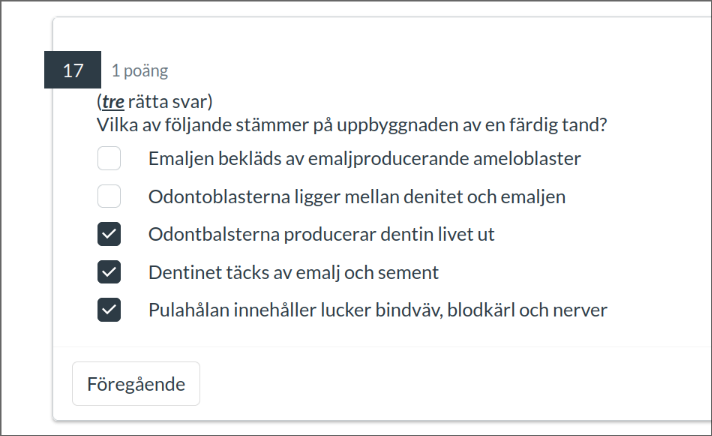 17 1 poäng
(tre rätta svar)
Vilka av följande stämmer på uppbyggnaden av en färdig tand?
Emaljen bekläds av emaljproducerande ameloblaster
Odontoblasterna ligger mellan denitet och emaljen
Odontbalsterna producerar dentin livet ut
Dentinet täcks av emalj och sement
Pulahålan innehåller lucker bindväv, blodkärl och nerver
Föregående